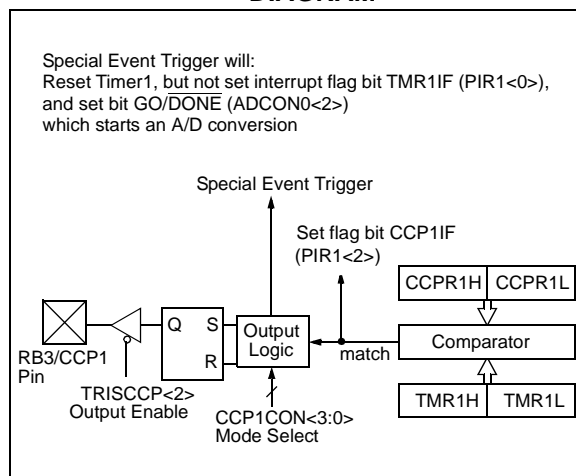 Special Event Trigger will:
Reset Timer1, but not set interrupt flag bit TMR1IF (PIR1<0>),
and set bit GO/DONE (ADCON0<2>)
which starts an A/D conversion
Special Event Trigger
Set flag bit CCP1IF
(PIR1<2>)
CCPR1H CCPR1L
Q S
R
Output
Logic
match
Comparator
RB3/CCP1
Pin
TRISCCP<2>
Output Enable
CCP1CON<3:0>
Mode Select
TMR1H TMR1L